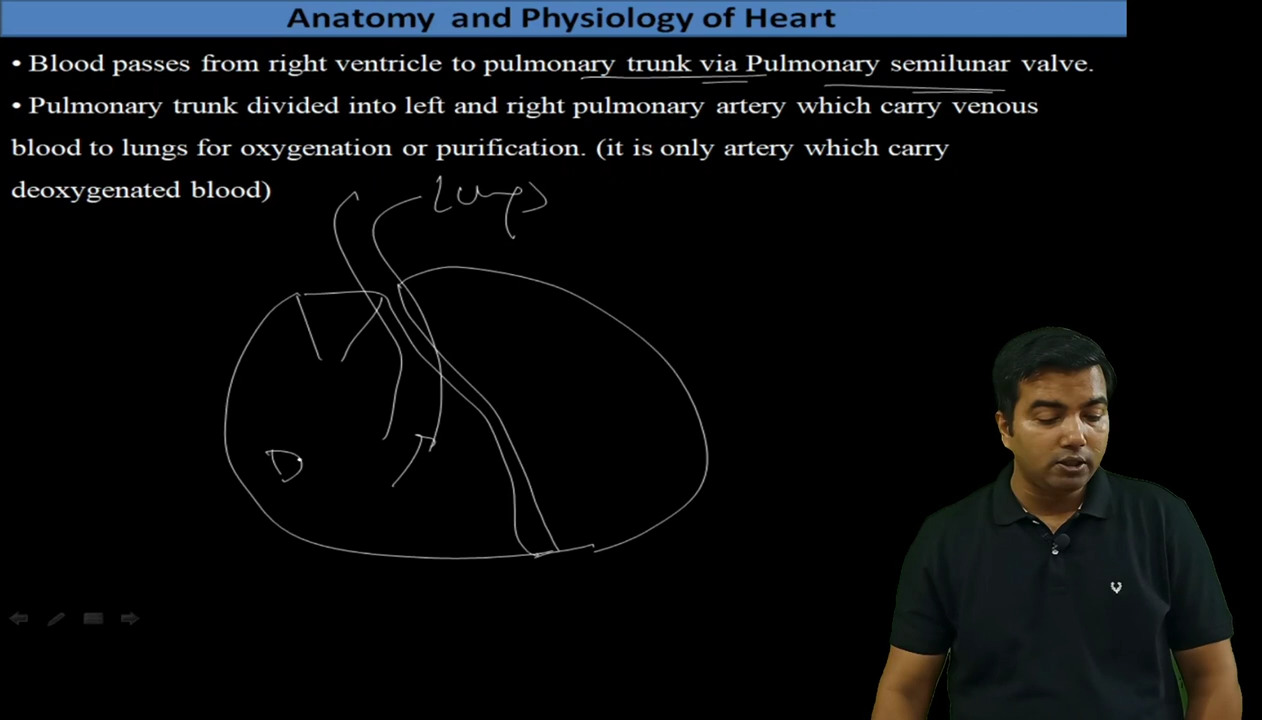 Anatomy and Physiology of Heart
• Blood passes from right ventricle to pulmonary trunk via Pulmonary semilunar valve.
• Pulmonary trunk divided into left and right pulmonary artery which carry venous
blood to lungs for oxygenation or purification. (it is only artery which carry
deoxygenated blood)
Lungs
D